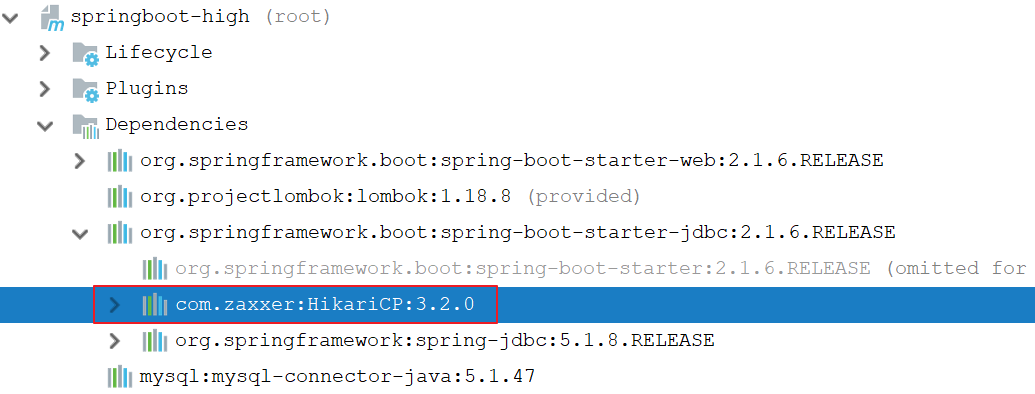 springboot-high (root)
Lifecycle
Plugins
Dependencies
org.springframework.boot:spring-boot-starter-web:2.1.6.RELEASE
org.projectlombok:lombok:1.18.8 (provided)
org.springframework.boot:spring-boot-starter-jdbc:2.1.6.RELEASE
org.springframework.boot:spring-boot-starter:2.1.6.RELEASE (omitted for
com.zaxxer:HikariCP:3.2.0
org.springframework:spring-jdbc:5.1.8.RELEASE
mysql:mysql-connector-java:5.1.47